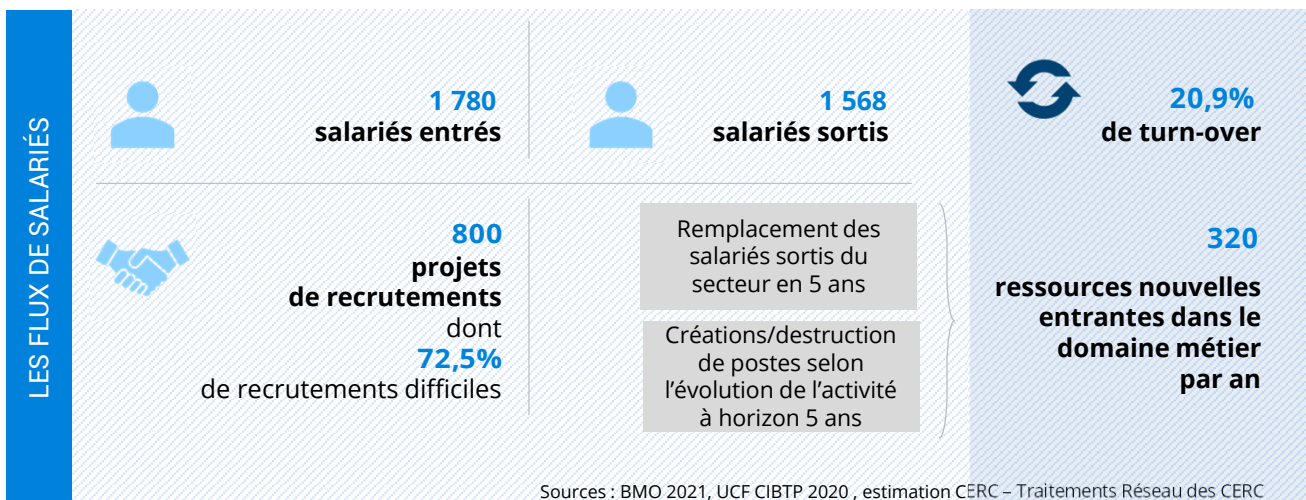 LES FLUX DE SALARIÉS
1 780
salariés entrés
1 568
salariés sortis
20,9%
de turn-over
800
projets
de recrutements
dont
72,5%
de recrutements difficiles
Remplacement des
salariés sortis du
secteur en 5 ans
Créations/destruction
de postes selon
l’évolution de l’activité
à horizon 5 ans
320
ressources nouvelles
entrantes dans le
domaine métier
par an
Sources : BMO 2021, UCF CIBTP 2020 , estimation CERC – Traitements Réseau des CERC